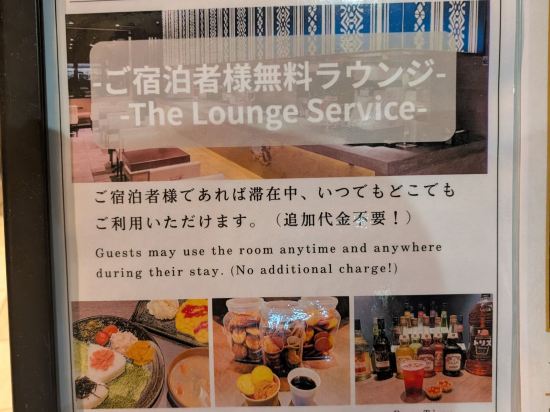 -ご宿泊者様無料ラウンジ-
-The Lounge Service-
ご宿泊者様であれば滞在中、いつでもどこでも
ご利用いただけます。（追加代金不要！）
Guests may use the room anytime and anywhere
during their stay. (No additional charge!)
トリス